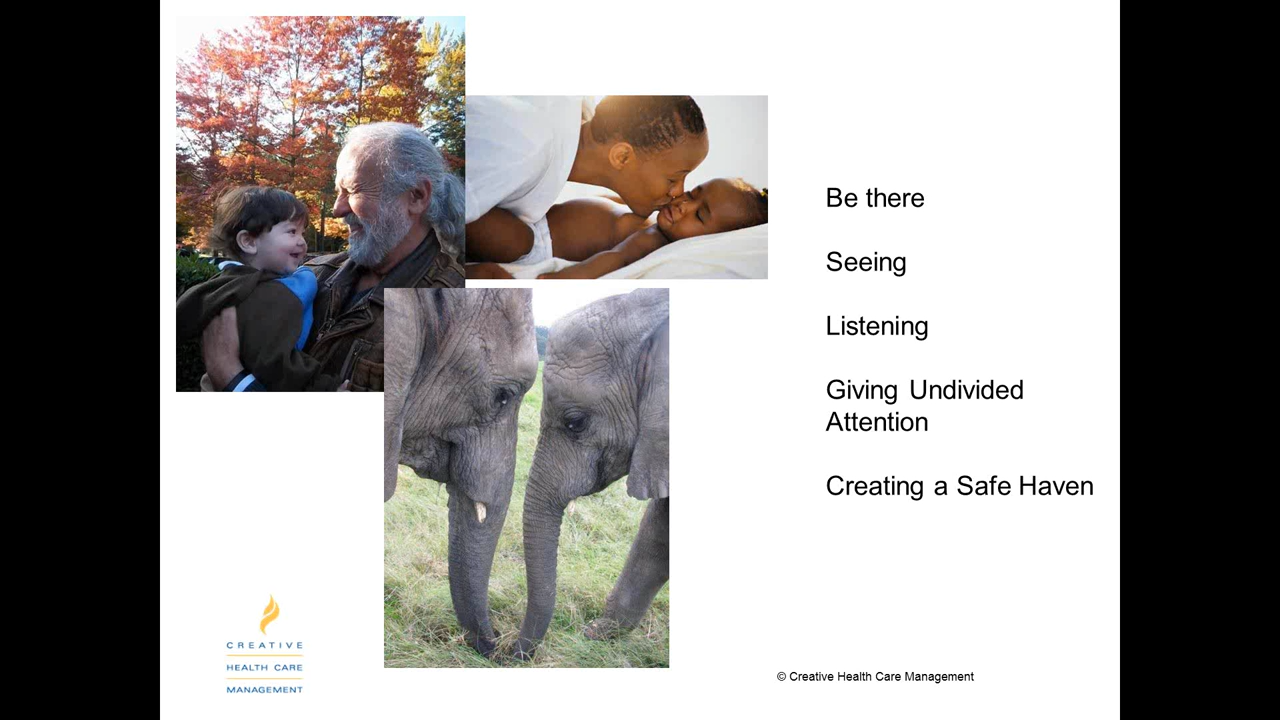 Be there
Seeing
Listening
Giving Undivided
Attention
Creating a Safe Haven
CREATIVE
HEALTH CARE
MANAGEMENT
© Creative Health Care Management